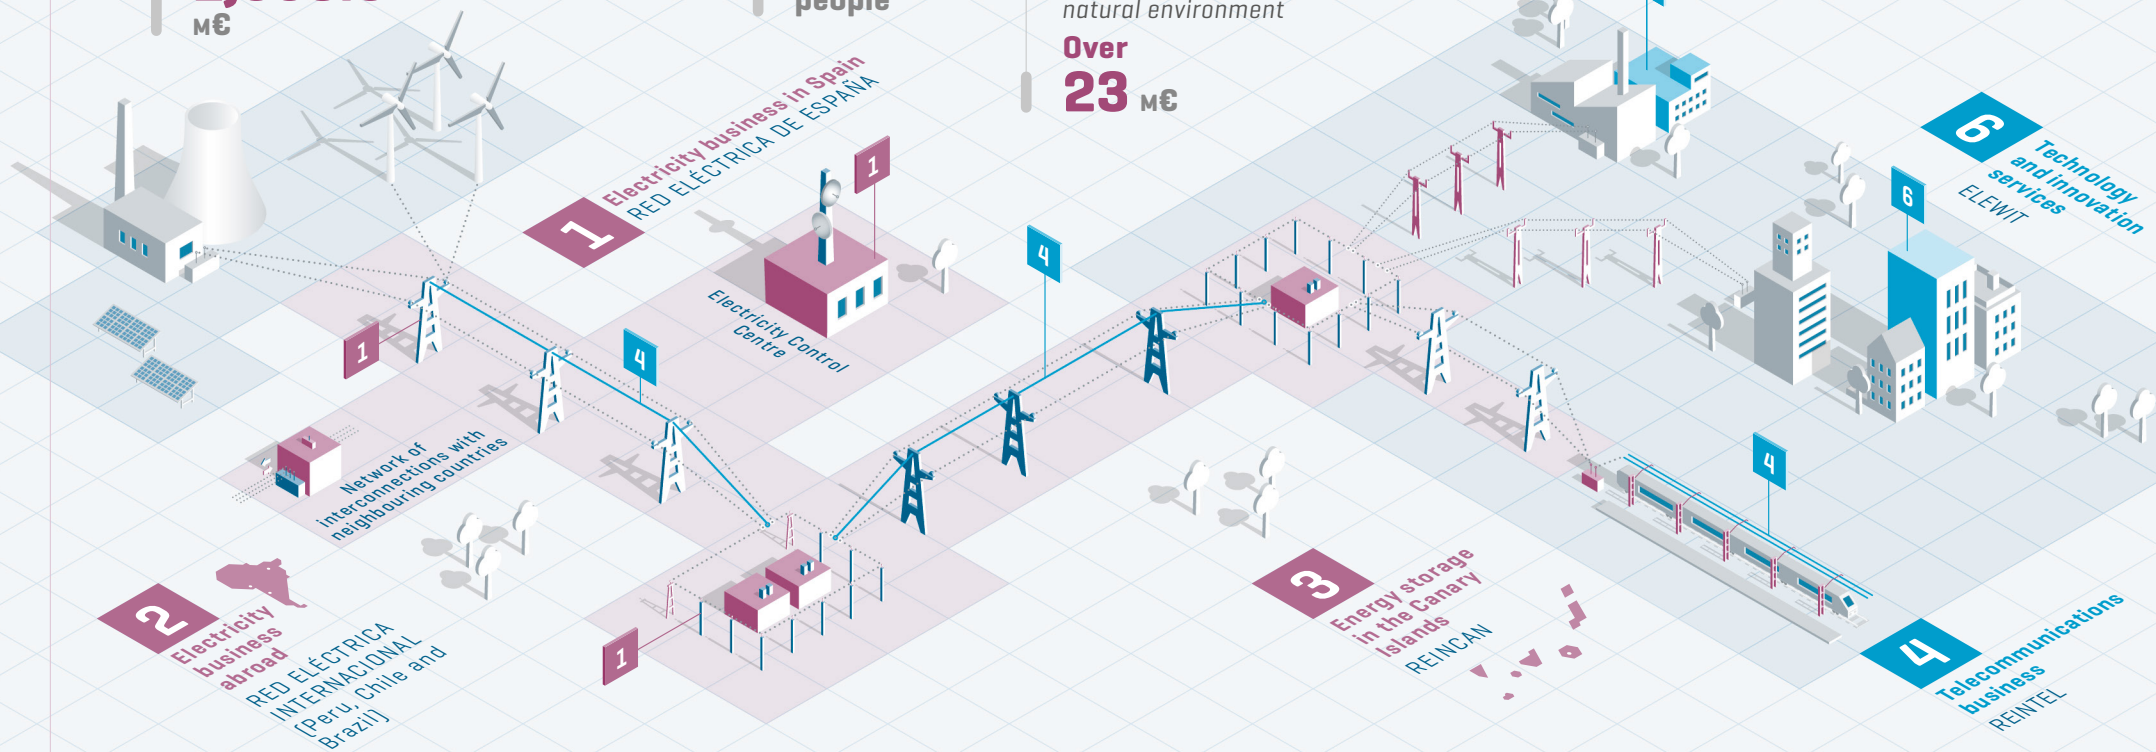 M€
people
natural environment
Over
23 M€
1
Electricity business in Spain
RED ELÉCTRICA DE ESPAÑA
1
Electricity Control
Centre
4
6
6
Technology
and innovation
services
ELEWIT
1
4
Network of
interconnections with
neighbouring countries
4
2
Electricity
business
abroad
RED ELÉCTRICA
INTERNACIONAL
(Peru, Chile and
Brazil)
1
3
Energy storage
in the Canary
Islands
REINCAN
4
Telecommunications
business
REINTEL